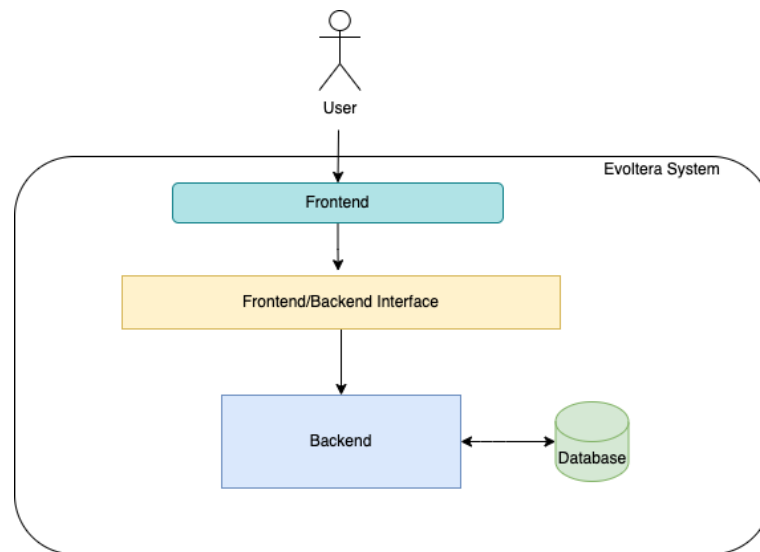 User
Evoltera System
Frontend
Frontend/Backend Interface
Backend
Database